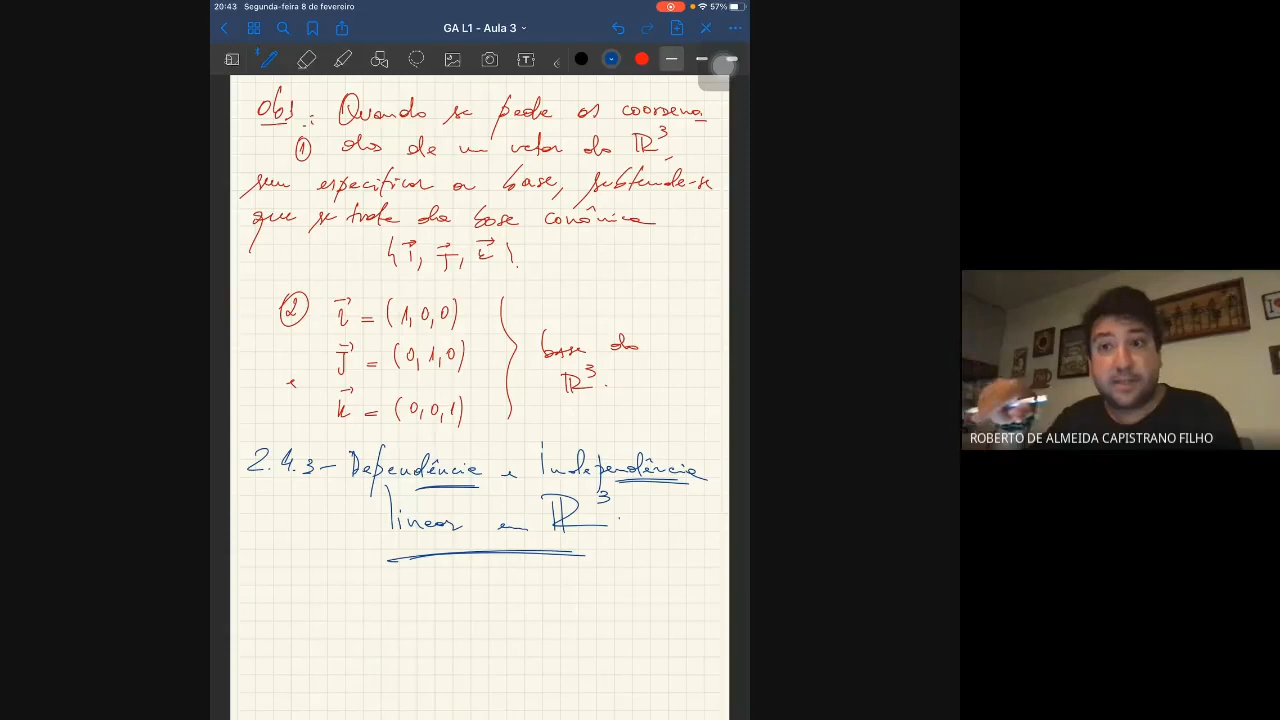 20:43 Segunda-feira 8 de fevereiro
57%
GA L1 - Aula 3
Obs: Quando se pede as coordena
① das de um vetor do ℝ³,
sem especificar a base, subtende-se
que se trata da base canônica
{i⃗, j⃗, k⃗}.
② i⃗ = (1, 0, 0)
j⃗ = (0, 1, 0)
e
k⃗ = (0, 0, 1)
base do
ℝ³.
2.4.3 - Dependência e Independência
linear em ℝ³.
ROBERTO DE ALMEIDA CAPISTRANO FILHO